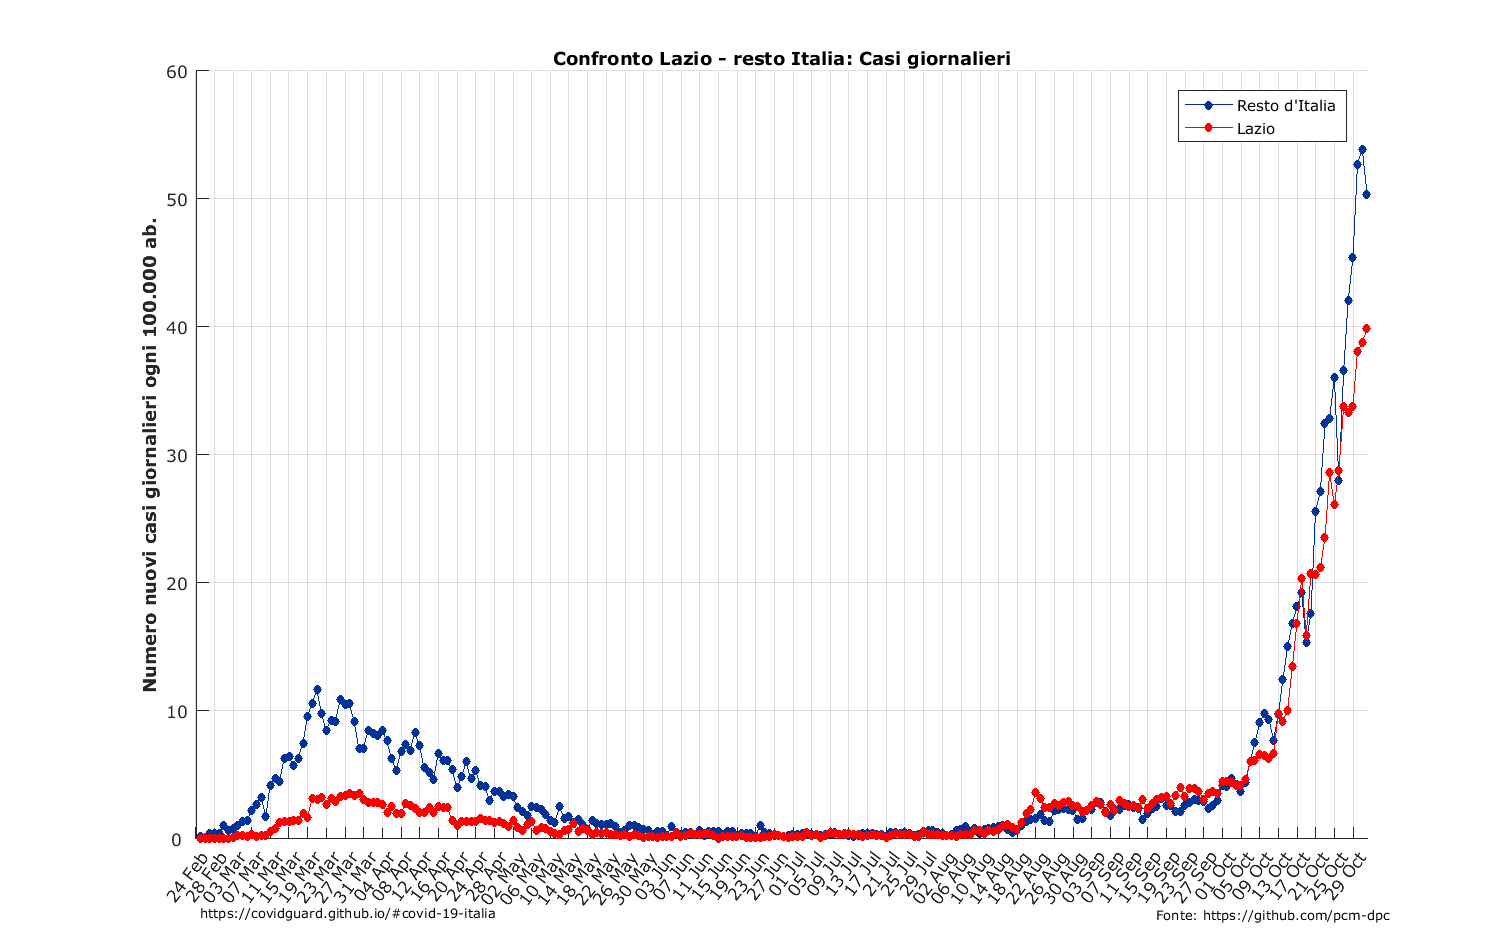 Confronto Lazio - resto Italia: Casi giornalieri
Resto d'Italia
Lazio
Numero nuovi casi giornalieri ogni 100.000 ab.
60
50
40
30
20
10
0
24 Feb
28 Feb
03 Mar
07 Mar
11 Mar
15 Mar
19 Mar
23 Mar
27 Mar
31 Mar
04 Apr
08 Apr
12 Apr
16 Apr
20 Apr
24 Apr
28 Apr
02 May
06 May
10 May
14 May
18 May
22 May
26 May
30 May
03 Jun
07 Jun
11 Jun
15 Jun
19 Jun
23 Jun
27 Jun
01 Jul
05 Jul
09 Jul
13 Jul
17 Jul
21 Jul
25 Jul
29 Jul
02 Aug
06 Aug
10 Aug
14 Aug
18 Aug
22 Aug
26 Aug
30 Aug
03 Sep
07 Sep
11 Sep
15 Sep
19 Sep
23 Sep
27 Sep
01 Oct
05 Oct
09 Oct
13 Oct
17 Oct
21 Oct
25 Oct
29 Oct
https://covidguard.github.io/#covid-19-italia
Fonte: https://github.com/pcm-dpc